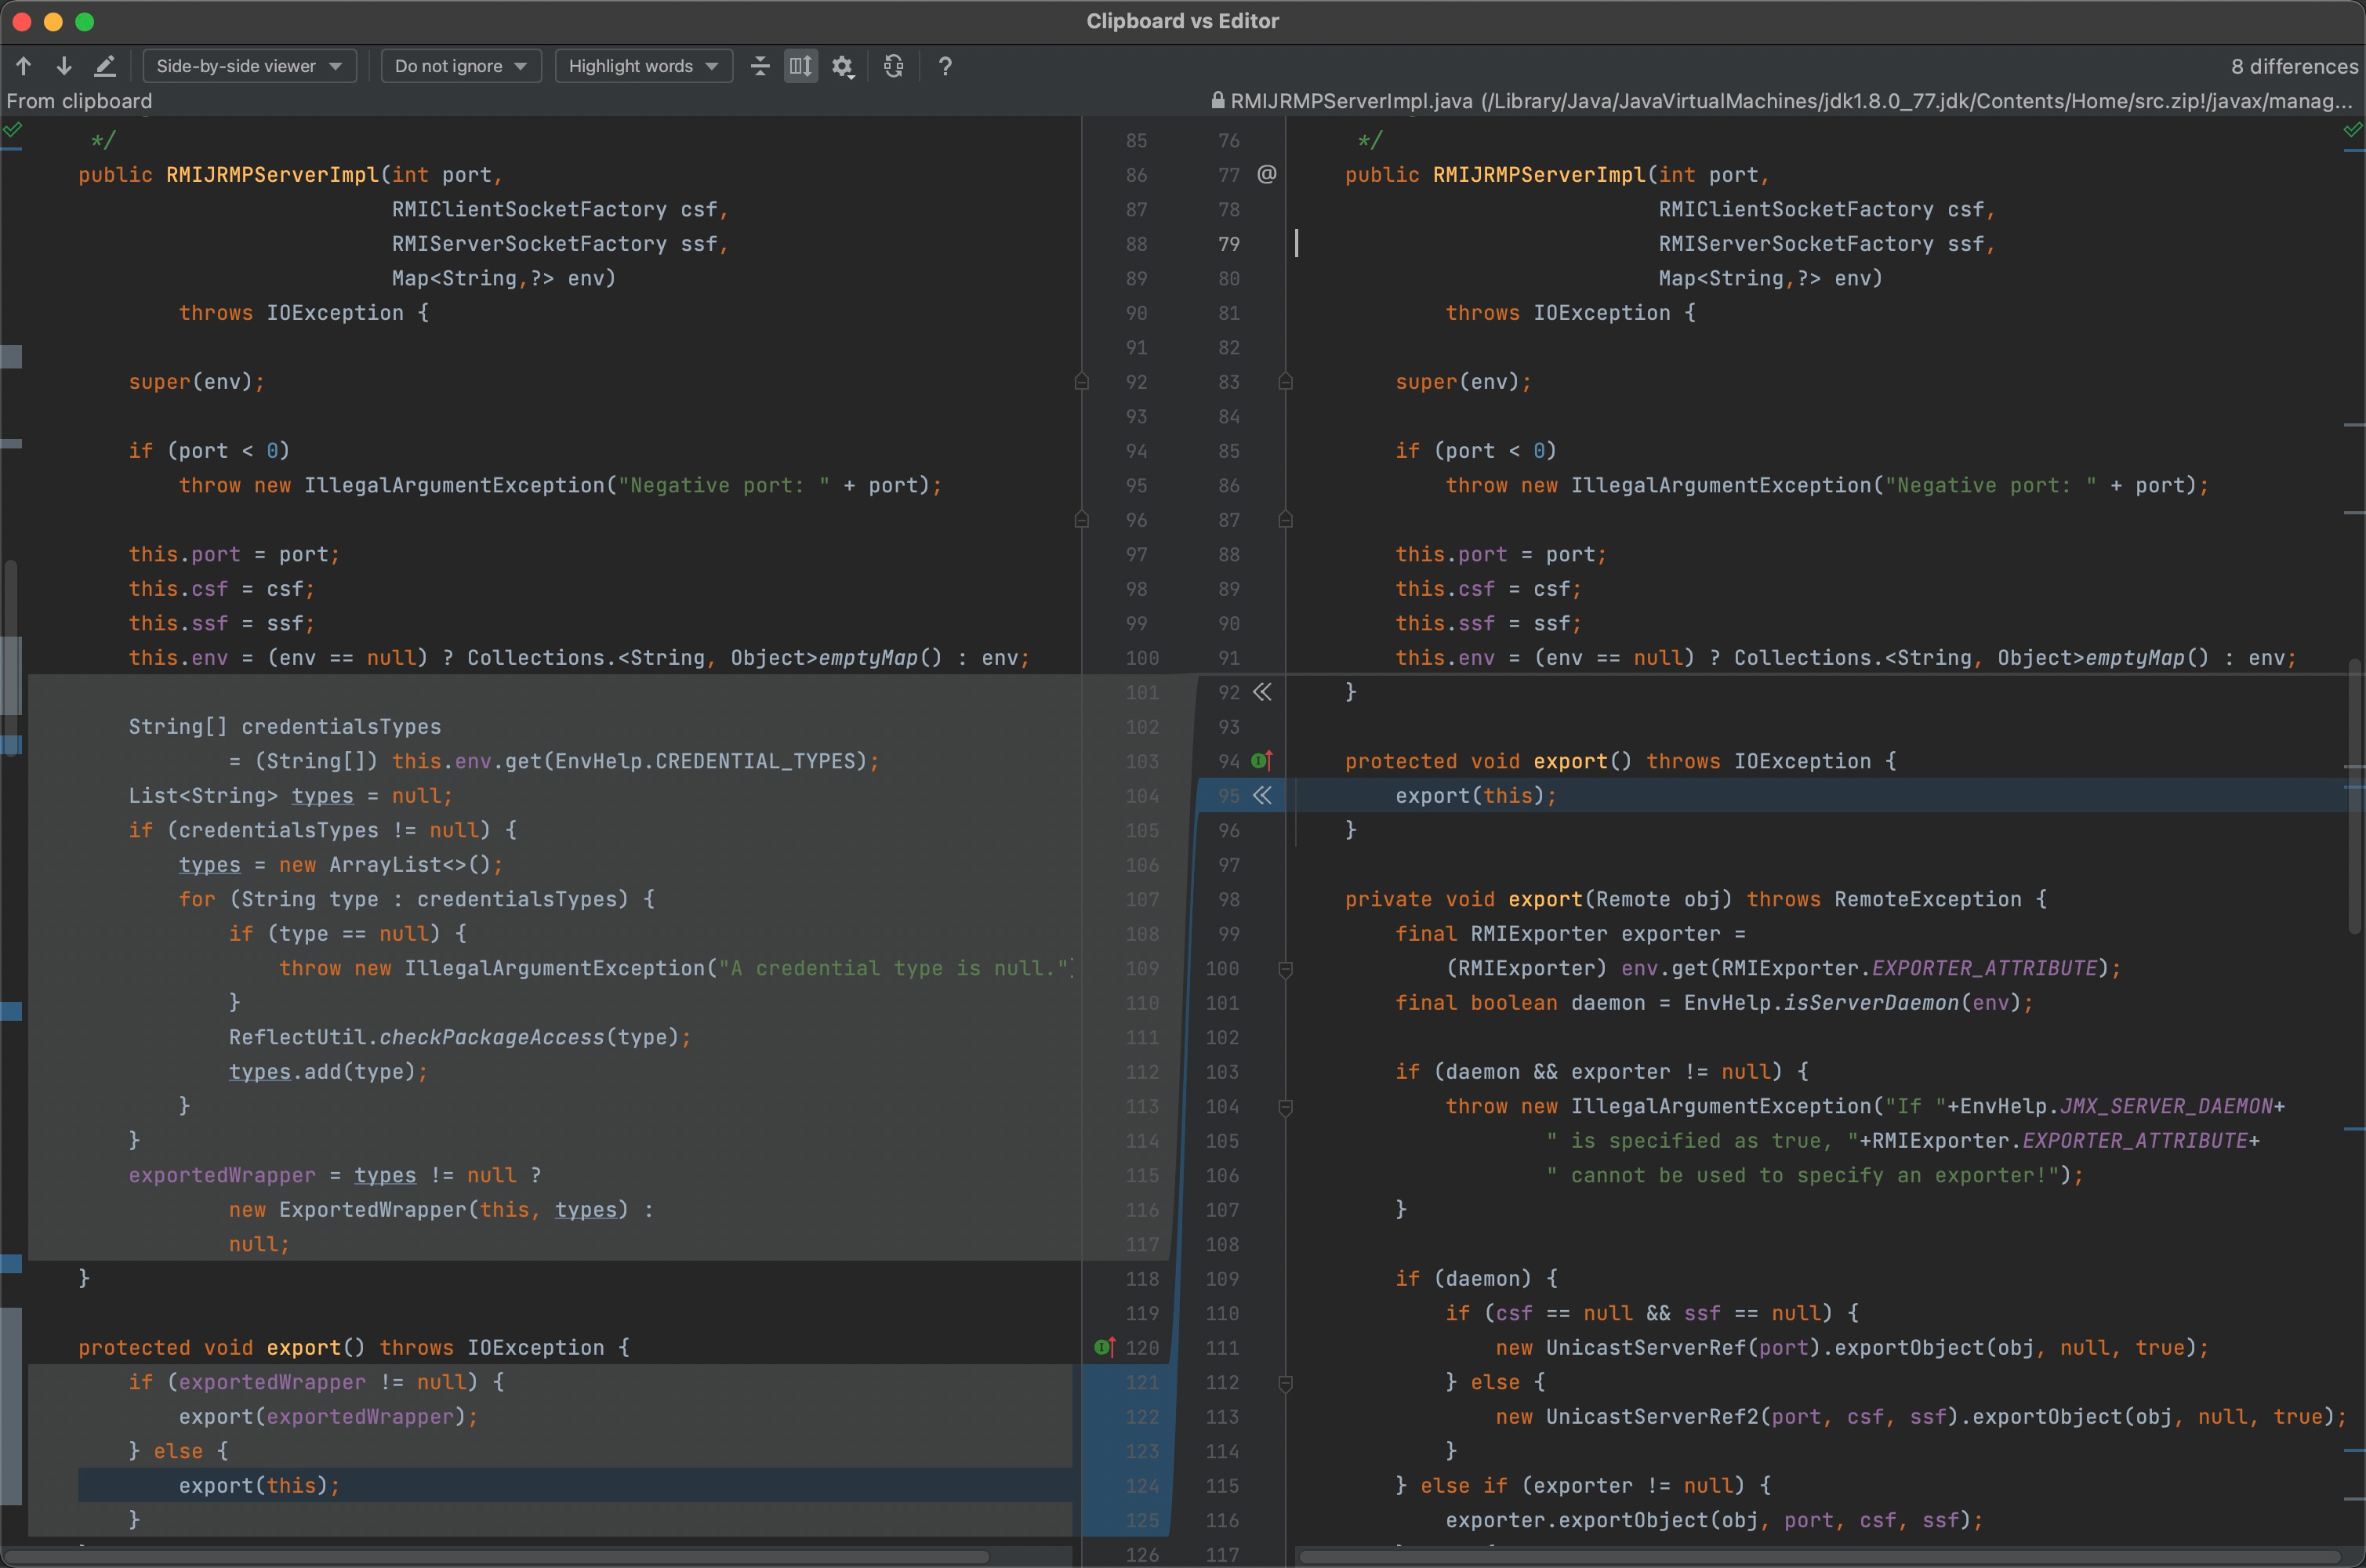 Clipboard vs Editor
Side-by-side viewer
Do not ignore
Highlight words
?
8 differences
From clipboard
RMIJRMPServerImpl.java (/Library/Java/JavaVirtualMachines/jdk1.8.0_77.jdk/Contents/Home/src.zip!/javax/manag...
*/
public RMIJRMPServerImpl(int port,
RMIClientSocketFactory csf,
RMIServerSocketFactory ssf,
Map<String,?> env)
throws IOException {
super(env);
if (port < 0)
throw new IllegalArgumentException("Negative port: " + port);
this.port = port;
this.csf = csf;
this.ssf = ssf;
this.env = (env == null) ? Collections.<String, Object>emptyMap() : env;
String[] credentialsTypes
= (String[]) this.env.get(EnvHelp.CREDENTIAL_TYPES);
List<String> types = null;
if (credentialsTypes != null) {
types = new ArrayList<>();
for (String type : credentialsTypes) {
if (type == null) {
throw new IllegalArgumentException("A credential type is null.")
}
ReflectUtil.checkPackageAccess(type);
types.add(type);
}
}
exportedWrapper = types != null ?
new ExportedWrapper(this, types) :
null;
}
protected void export() throws IOException {
if (exportedWrapper != null) {
export(exportedWrapper);
} else {
export(this);
}
85 76
86 77 @
87 78
88 79
89 80
90 81
91 82
92 83
93 84
94 85
95 86
96 87
97 88
98 89
99 90
100 91
101 92
102 93
103 94
104 95
105 96
106 97
107 98
108 99
109 100
110 101
111 102
112 103
113 104
114 105
115 106
116 107
117 108
118 109
119 110
120 111
121 112
122 113
123 114
124 115
125 116
126 117
*/
public RMIJRMPServerImpl(int port,
RMIClientSocketFactory csf,
RMIServerSocketFactory ssf,
Map<String,?> env)
throws IOException {
super(env);
if (port < 0)
throw new IllegalArgumentException("Negative port: " + port);
this.port = port;
this.csf = csf;
this.ssf = ssf;
this.env = (env == null) ? Collections.<String, Object>emptyMap() : env;
}
protected void export() throws IOException {
export(this);
}
private void export(Remote obj) throws RemoteException {
final RMIExporter exporter =
(RMIExporter) env.get(RMIExporter.EXPORTER_ATTRIBUTE);
final boolean daemon = EnvHelp.isServerDaemon(env);
if (daemon && exporter != null) {
throw new IllegalArgumentException("If "+EnvHelp.JMX_SERVER_DAEMON+
" is specified as true, "+RMIExporter.EXPORTER_ATTRIBUTE+
" cannot be used to specify an exporter!");
}
if (daemon) {
if (csf == null && ssf == null) {
new UnicastServerRef(port).exportObject(obj, null, true);
} else {
new UnicastServerRef2(port, csf, ssf).exportObject(obj, null, true);
}
} else if (exporter != null) {
exporter.exportObject(obj, port, csf, ssf);